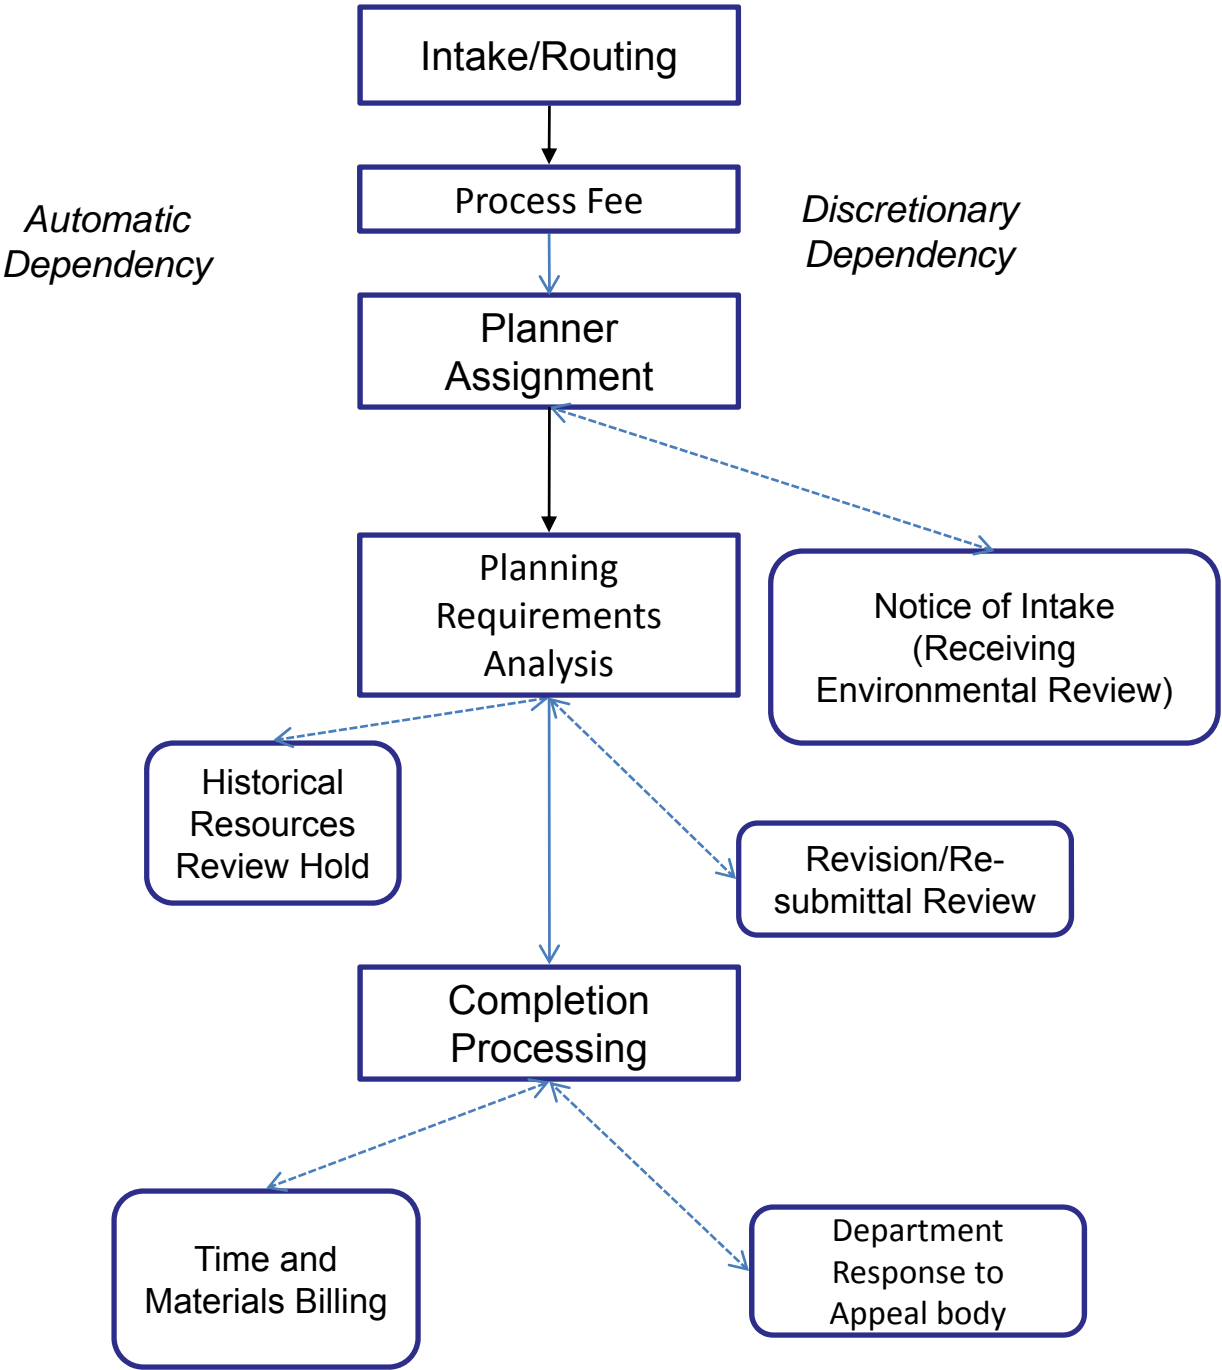 Intake/Routing
Process Fee
Automatic
Dependency
Discretionary
Dependency
Planner
Assignment
Planning
Requirements
Analysis
Notice of Intake
(Receiving
Environmental Review)
Historical
Resources
Review Hold
Revision/Re-
submittal Review
Completion
Processing
Time and
Materials Billing
Department
Response to
Appeal body